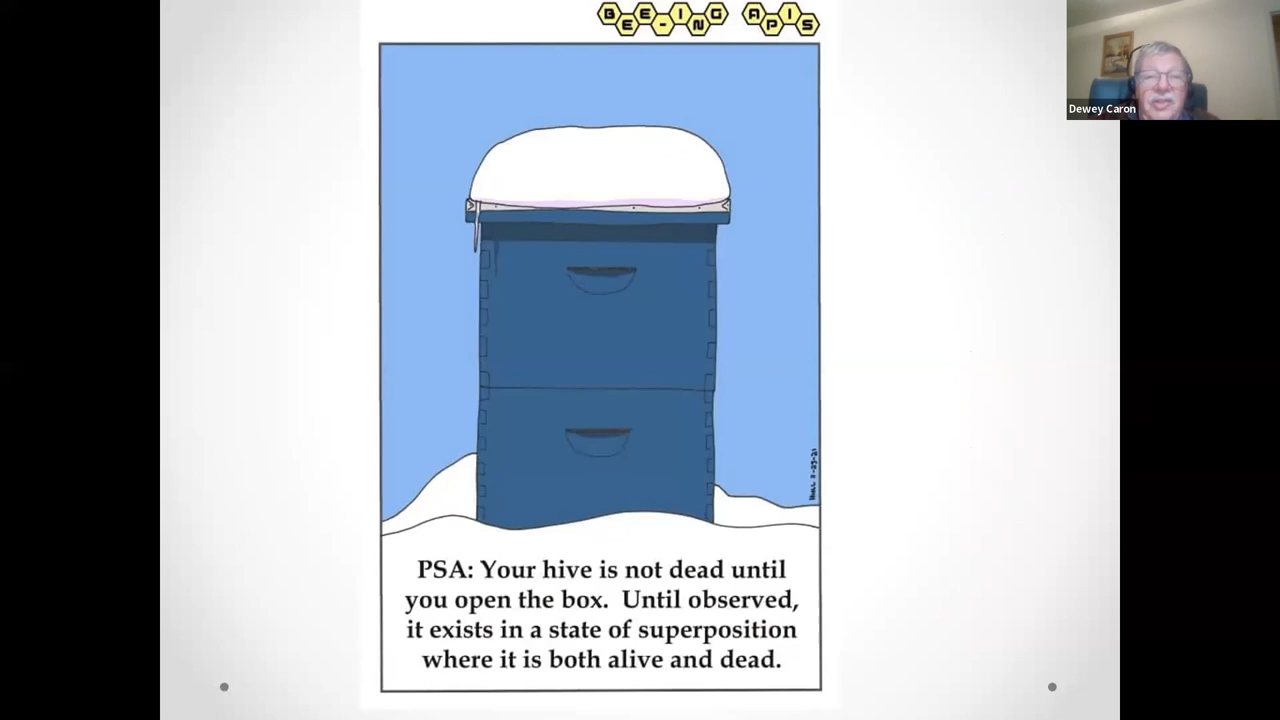 BEE-ING APIS
Dewey Caron
PSA: Your hive is not dead until
you open the box.  Until observed,
it exists in a state of superposition
where it is both alive and dead.